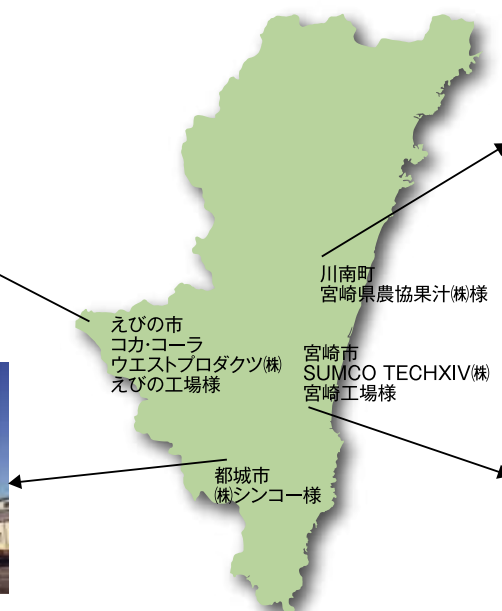 川南町
宮崎県農協果汁㈱様
えびの市
コカ・コーラ
ウエストプロダクツ㈱
えびの工場様
宮崎市
SUMCO TECHXIV㈱
宮崎工場様
都城市
㈱シンコー様